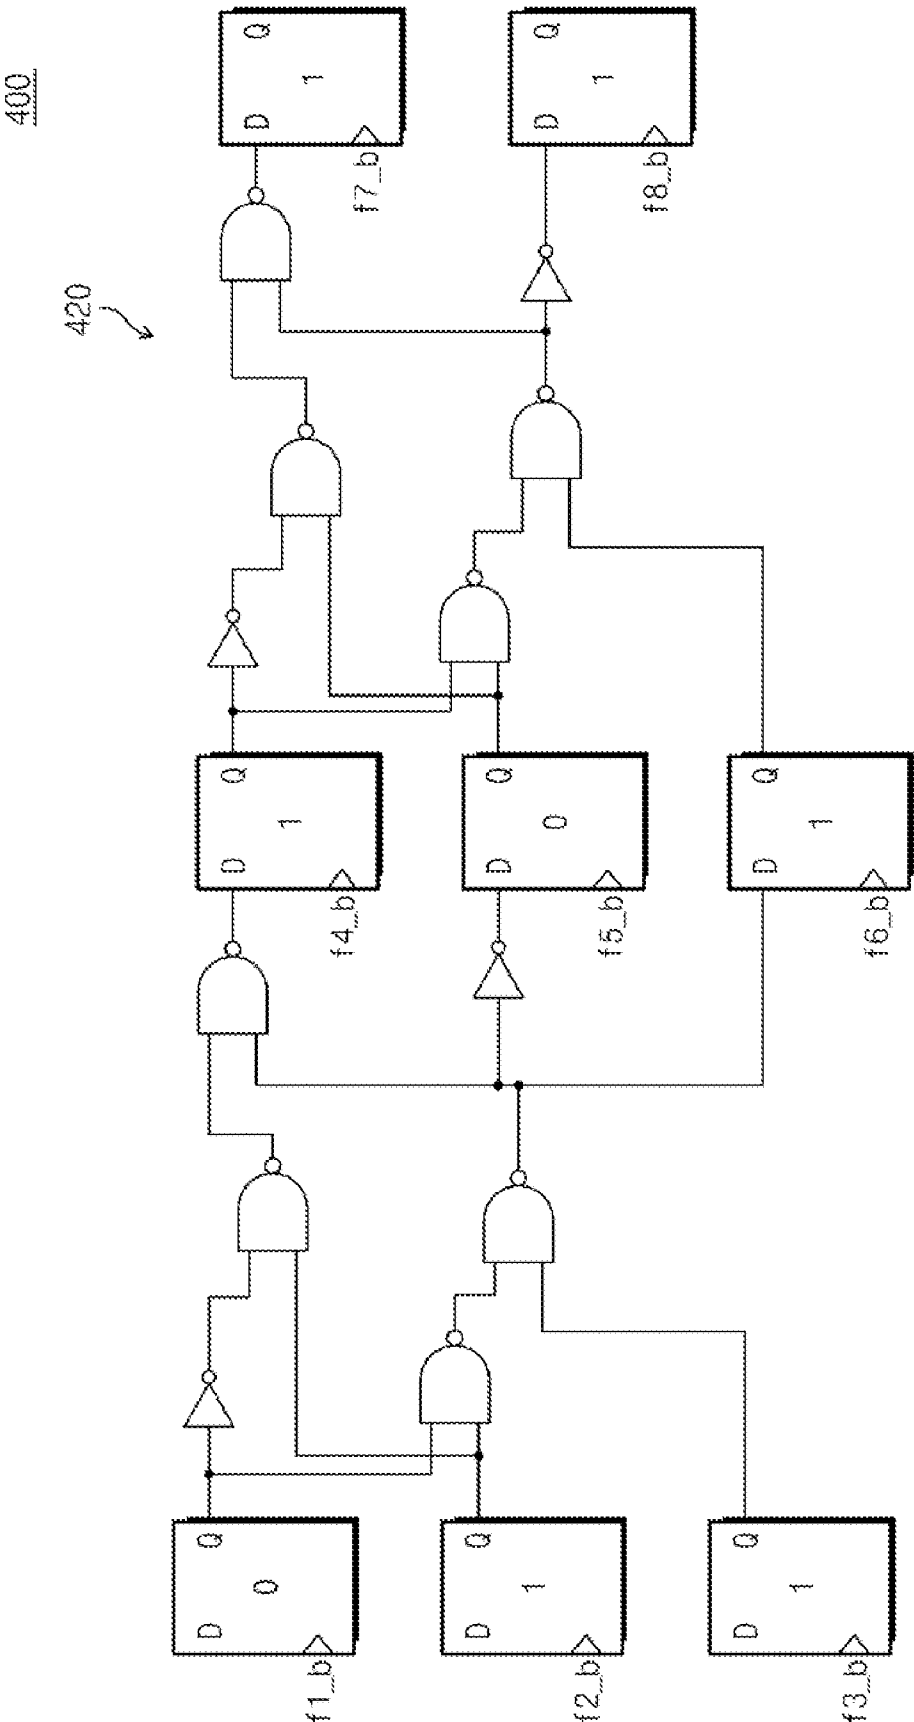 400
420
D 0 Q
f1_b
D 1 Q
f2_b
D 1 Q
f3_b
D 1 Q
f4_b
D 0 Q
f5_b
D 1 Q
f6_b
D 1 Q
f7_b
D 1 Q
f8_b